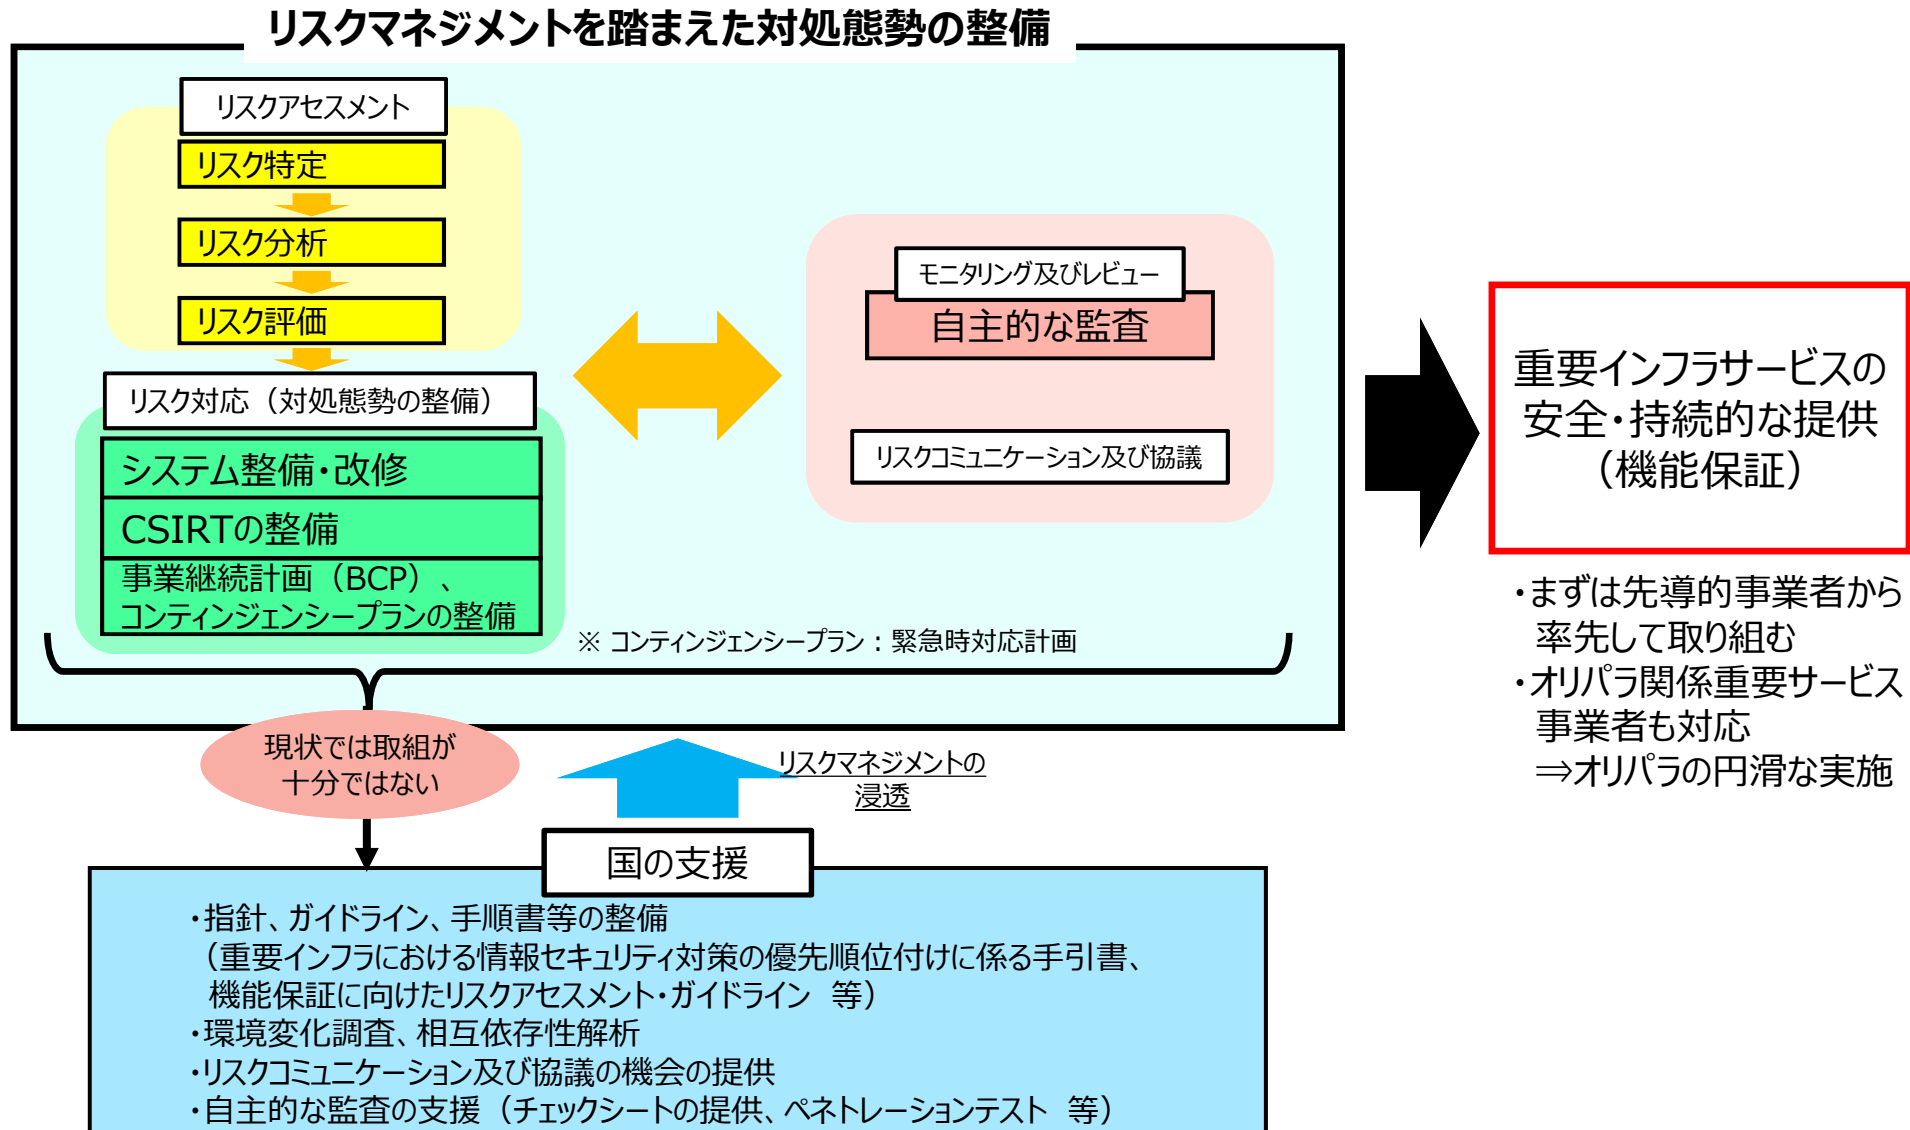 リスクマネジメントを踏まえた対処態勢の整備
リスクアセスメント
リスク特定
リスク分析
リスク評価
リスク対応（対処態勢の整備）
システム整備・改修
CSIRTの整備
事業継続計画（BCP）、
コンティンジェンシープランの整備
モニタリング及びレビュー
自主的な監査
リスクコミュニケーション及び協議
※ コンティンジェンシープラン：緊急時対応計画
重要インフラサービスの
安全・持続的な提供
（機能保証）
・まずは先導的事業者から
率先して取り組む
・オリパラ関係重要サービス
事業者も対応
⇒オリパラの円滑な実施
現状では取組が
十分ではない
リスクマネジメントの
浸透
国の支援
・指針、ガイドライン、手順書等の整備
（重要インフラにおける情報セキュリティ対策の優先順位付けに係る手引書、
機能保証に向けたリスクアセスメント・ガイドライン 等）
・環境変化調査、相互依存性解析
・リスクコミュニケーション及び協議の機会の提供
・自主的な監査の支援（チェックシートの提供、ペネトレーションテスト 等）